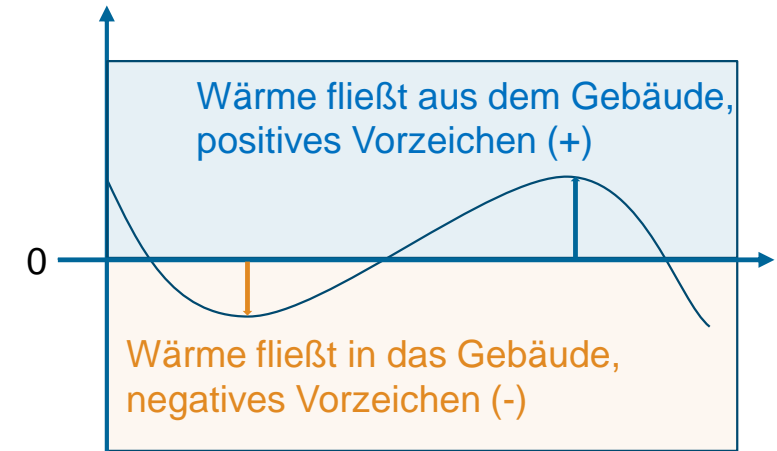 Wärme fließt aus dem Gebäude,
positives Vorzeichen (+)
0
Wärme fließt in das Gebäude,
negatives Vorzeichen (-)